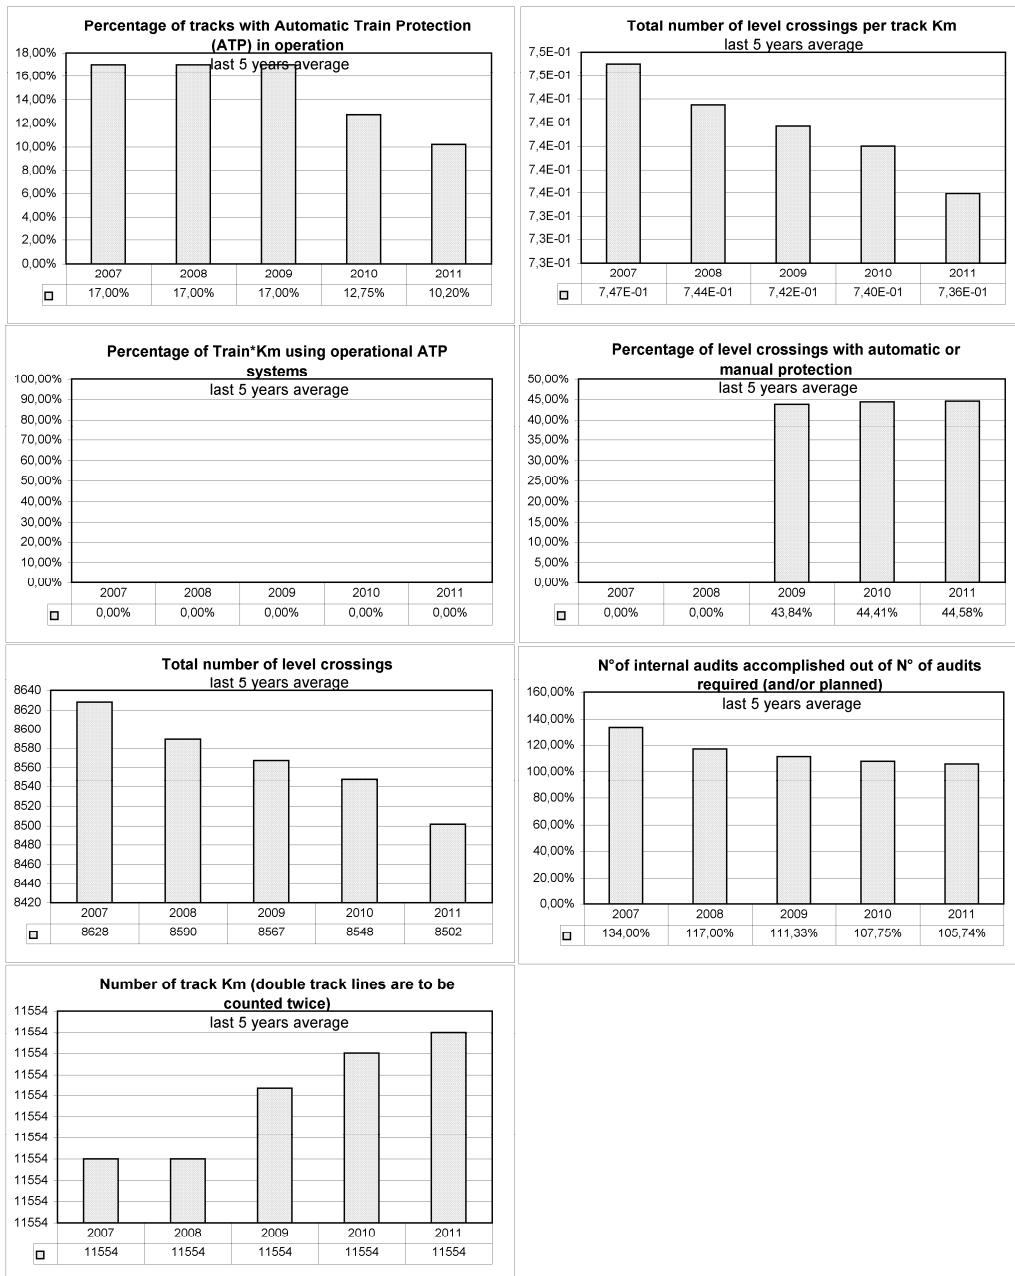 Percentage of tracks with Automatic Train Protection
(ATP) in operation
last 5 years average
18,00%
16,00%
14,00%
12,00%
10,00%
8,00%
6,00%
4,00%
2,00%
0,00%
2007 2008 2009 2010 2011
17,00% 17,00% 17,00% 12,75% 10,20%
Total number of level crossings per track Km
last 5 years average
7,5E-01
7,5E-01
7,4E-01
7,4E 01
7,4E-01
7,4E-01
7,3E-01
7,3E-01
7,3E-01
2007 2008 2009 2010 2011
7,47E-01 7,44E-01 7,42E-01 7,40E-01 7,36E-01
Percentage of Train*Km using operational ATP
systems
last 5 years average
100,00%
90,00%
80,00%
70,00%
60,00%
50,00%
40,00%
30,00%
20,00%
10,00%
0,00%
2007 2008 2009 2010 2011
0,00% 0,00% 0,00% 0,00% 0,00%
Percentage of level crossings with automatic or
manual protection
last 5 years average
50,00%
45,00%
40,00%
35,00%
30,00%
25,00%
20,00%
15,00%
10,00%
5,00%
0,00%
2007 2008 2009 2010 2011
0,00% 0,00% 43,84% 44,41% 44,58%
Total number of level crossings
last 5 years average
8640
8620
8600
8580
8560
8540
8520
8500
8480
8460
8440
8420
2007 2008 2009 2010 2011
8628 8590 8567 8548 8502
N°of internal audits accomplished out of N° of audits
required (and/or planned)
last 5 years average
160,00%
140,00%
120,00%
100,00%
80,00%
60,00%
40,00%
20,00%
0,00%
2007 2008 2009 2010 2011
134,00% 117,00% 111,33% 107,75% 105,74%
Number of track Km (double track lines are to be
counted twice)
last 5 years average
11554
11554
11554
11554
11554
11554
11554
11554
11554
11554
11554
2007 2008 2009 2010 2011
11554 11554 11554 11554 11554